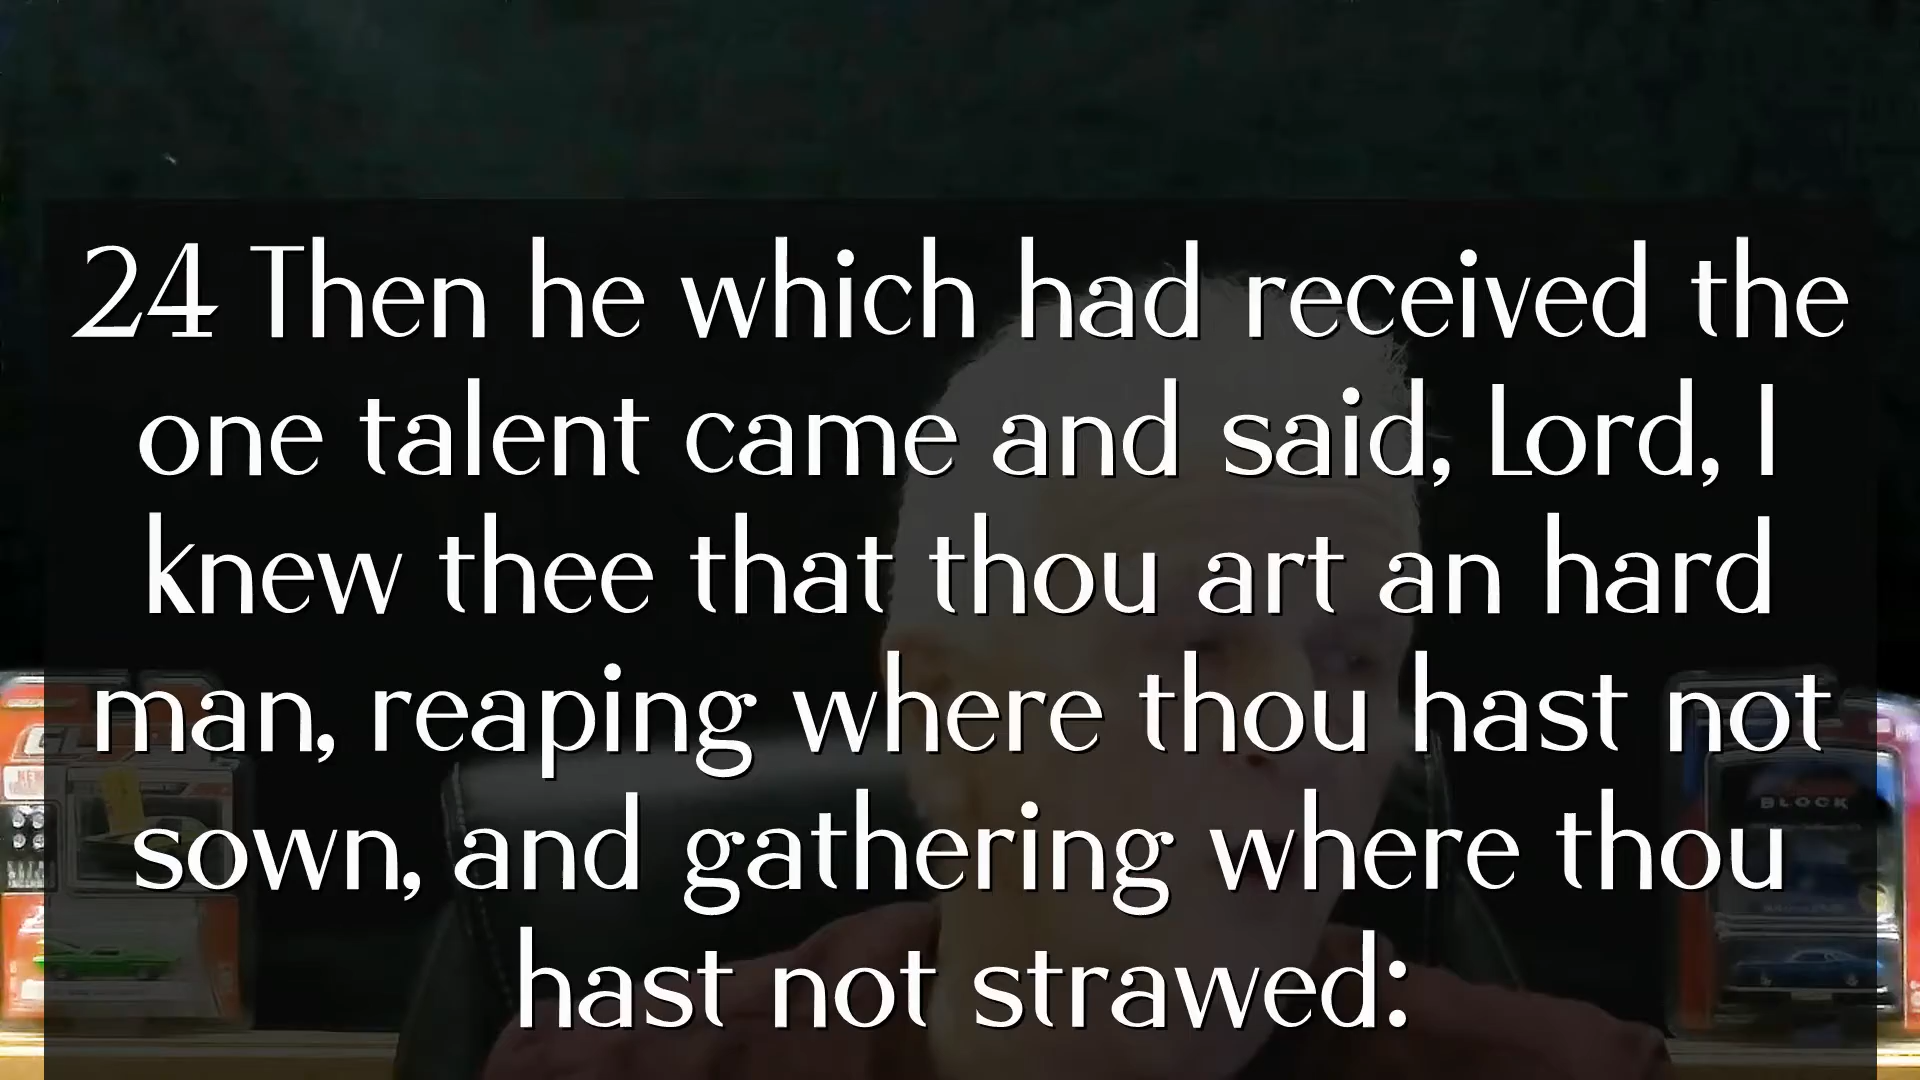 24 Then he which had received the
one talent came and said, Lord, I
knew thee that thou art an hard
man, reaping where thou hast not
sown, and gathering where thou
hast not strawed:
BLOCK